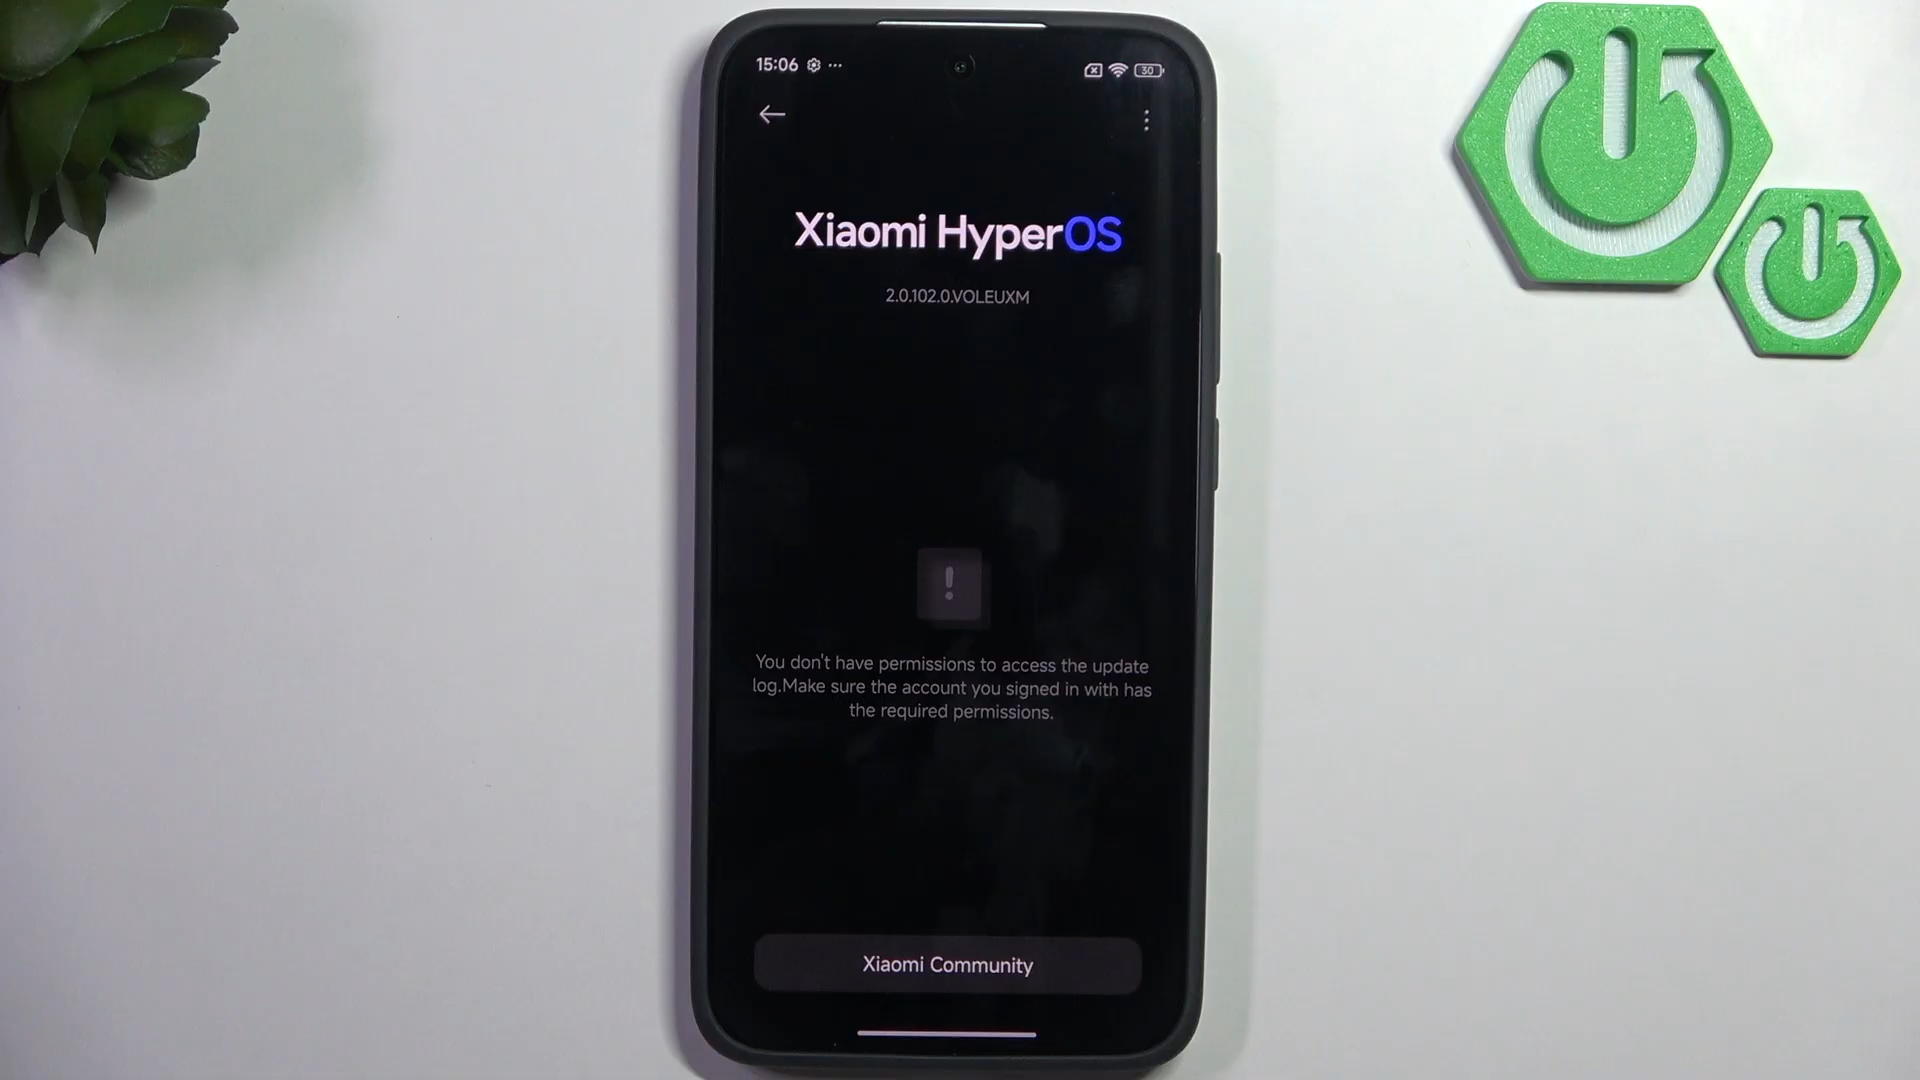 15:06
30
Xiaomi HyperOS
2.0.102.0.VOLEUXM
!
You don't have permissions to access the update
log.Make sure the account you signed in with has
the required permissions.
Xiaomi Community